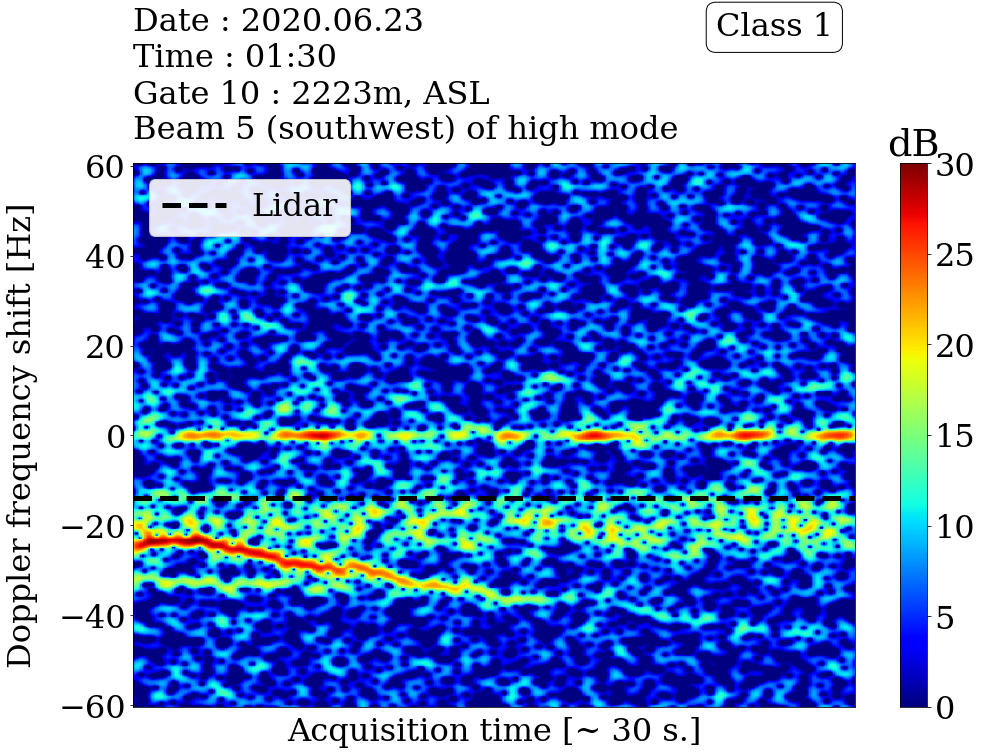 Date : 2020.06.23
Time : 01:30
Gate 10 : 2223m, ASL
Beam 5 (southwest) of high mode
Class 1
dB
Lidar
Doppler frequency shift [Hz]
60
40
20
0
−20
−40
−60
Acquisition time [~ 30 s.]
30
25
20
15
10
5
0